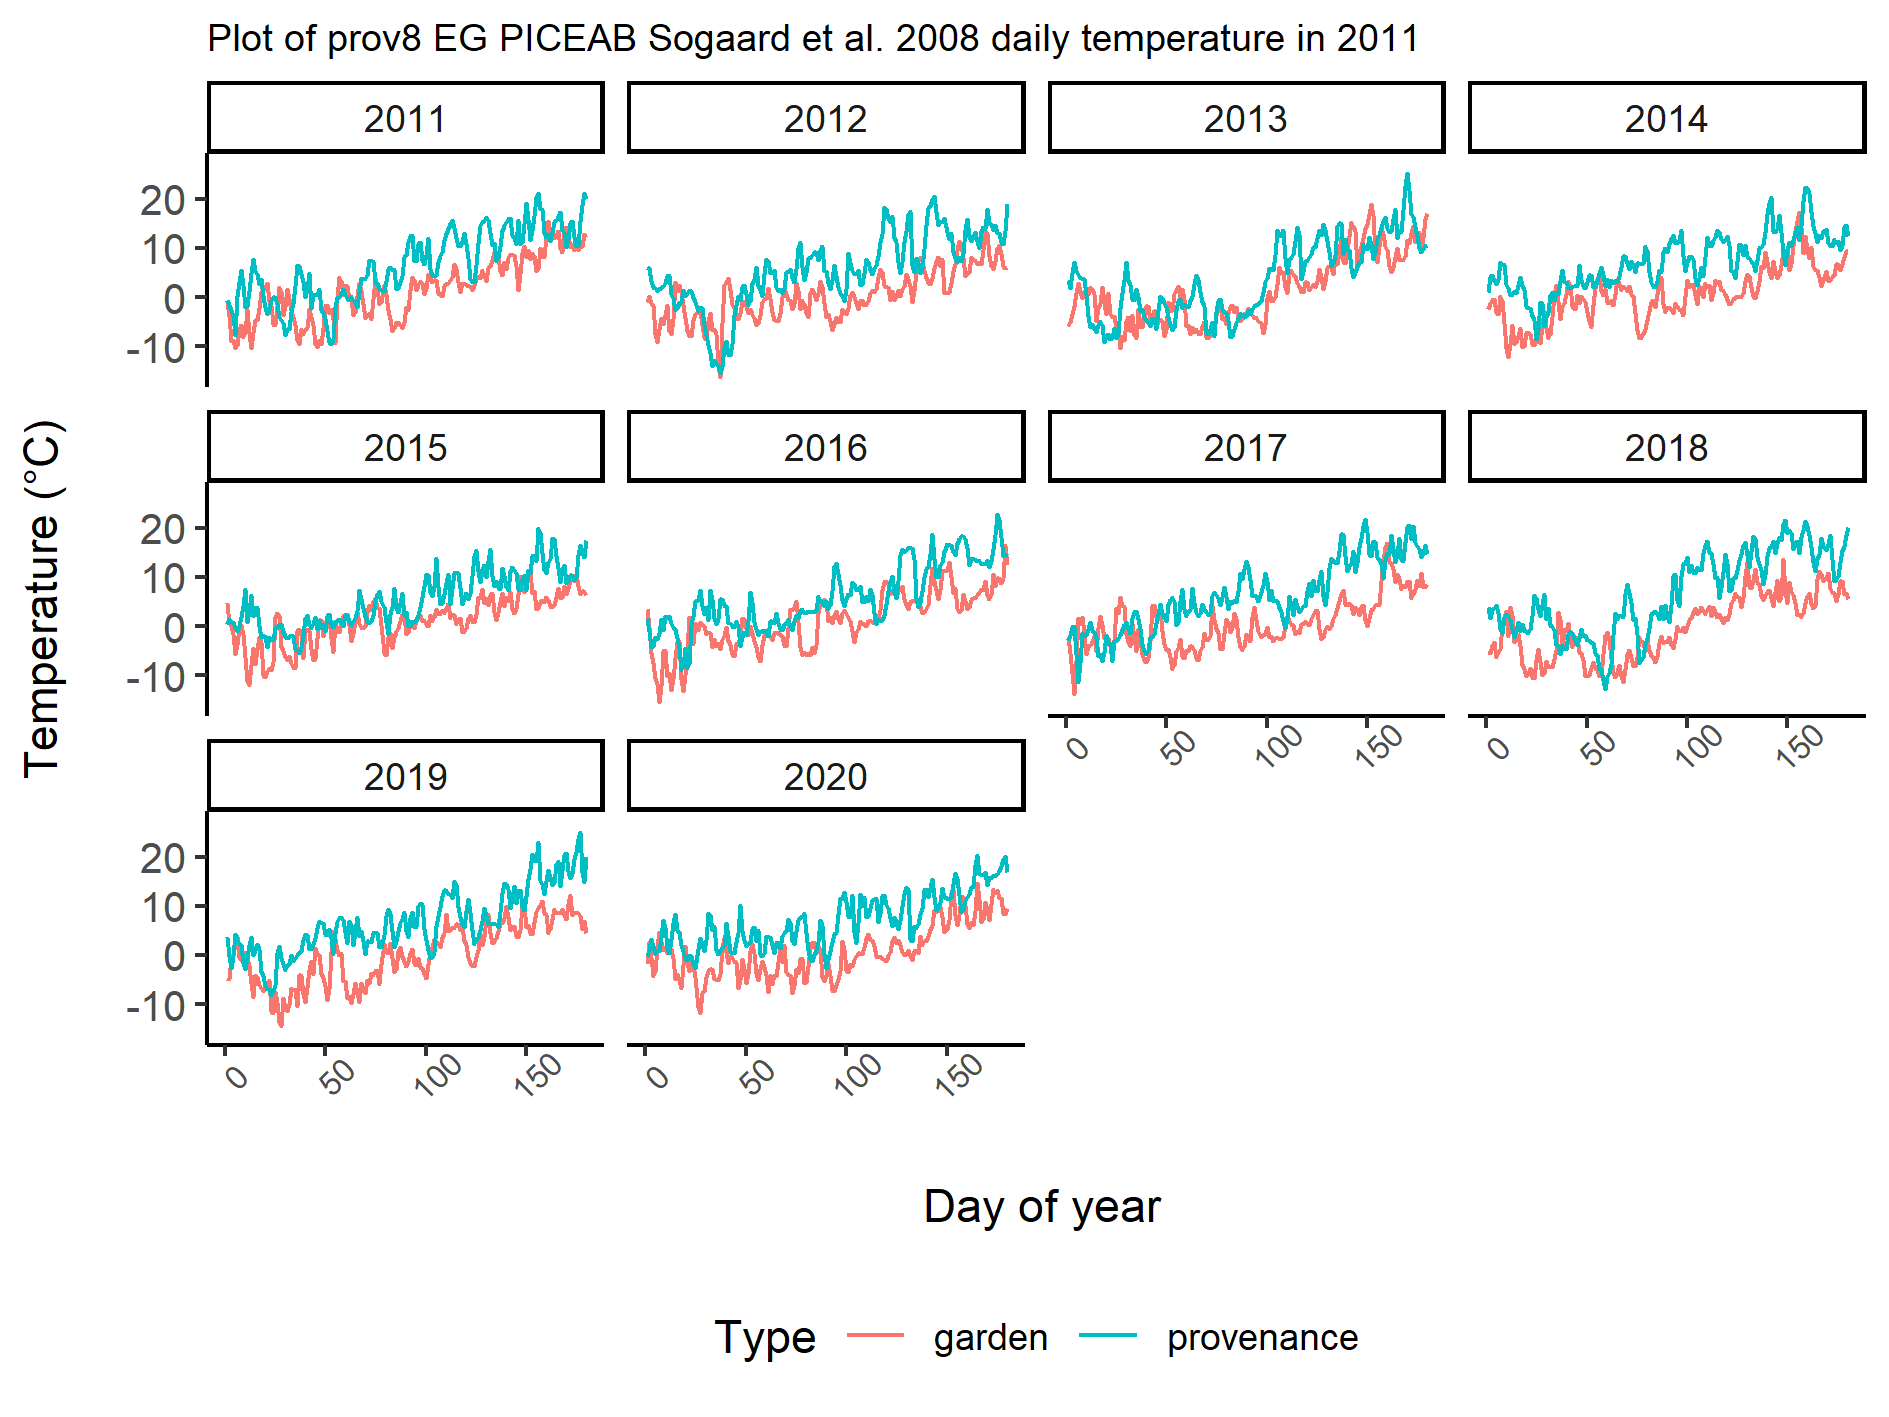 Plot of prov8 EG PICEAB Sogaard et al. 2008 daily temperature in 2011
2011 2012 2013 2014
20
10
0
-10
2015 2016 2017 2018
20
10
0
-10
0 50 100 150 0 50 100 150
2019 2020
20
10
0
-10
0 50 100 150 0 50 100 150
Temperature (°C)
Day of year
Type garden provenance